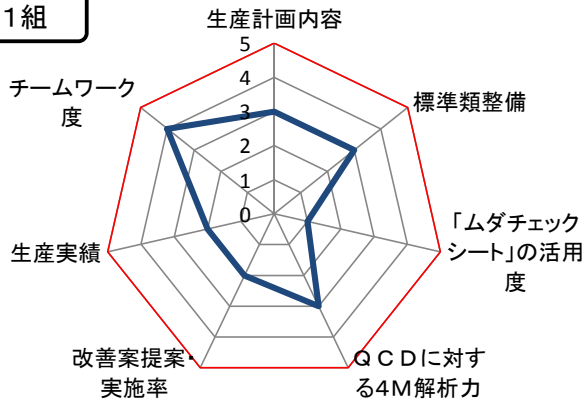 1組
生産計画内容
5
4
3
2
1
0
標準類整備
「ムダチェック
シート」の活用
度
ＱＣＤに対す
る4M解析力
改善案提案・
実施率
生産実績
チームワーク
度